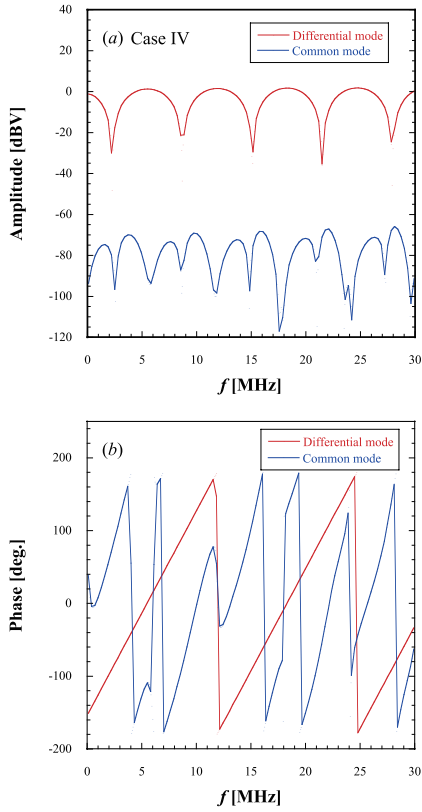 (a) Case IV
Differential mode
Common mode
Amplitude [dBV]
40
20
0
-20
-40
-60
-80
-100
-120
0
5
10
15
20
25
30
f [MHz]
(b)
Differential mode
Common mode
Phase [deg.]
200
100
0
-100
-200
0
5
10
15
20
25
30
f [MHz]